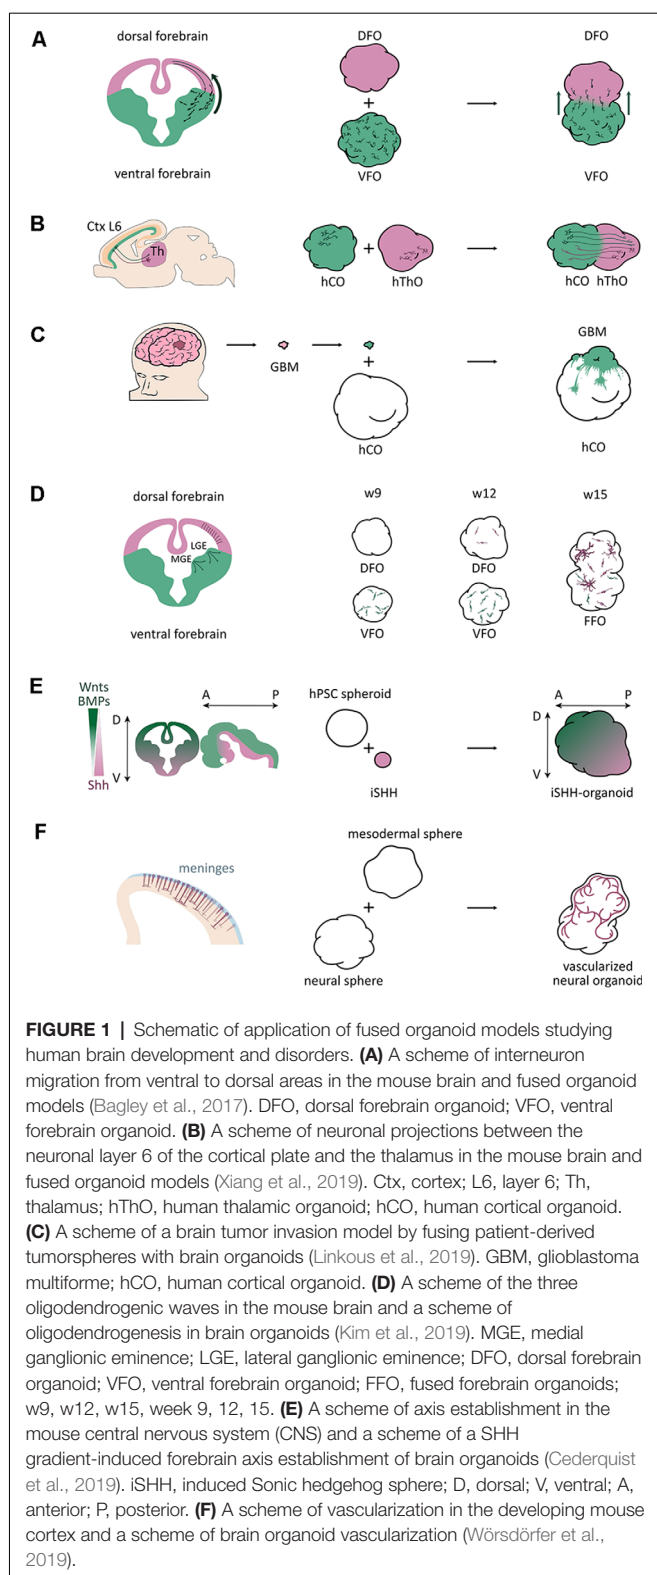 A
dorsal forebrain
DFO
DFO
+
ventral forebrain
VFO
VFO
B
Ctx L6
Th
+
hCO
hThO
hCO hThO
C
GBM
GBM
+
hCO
hCO
D
dorsal forebrain
w9
w12
w15
LGE
MGE
DFO
DFO
ventral forebrain
VFO
VFO
FFO
E
Wnts
BMPs
D
V
Shh
A
P
hPSC spheroid
+
iSHH
A
P
D
V
iSHH-organoid
F
meninges
mesodermal sphere
+
neural sphere
vascularized
neural organoid
FIGURE 1 | Schematic of application of fused organoid models studying
human brain development and disorders. (A) A scheme of interneuron
migration from ventral to dorsal areas in the mouse brain and fused organoid
models (Bagley et al., 2017). DFO, dorsal forebrain organoid; VFO, ventral
forebrain organoid. (B) A scheme of neuronal projections between the
neuronal layer 6 of the cortical plate and the thalamus in the mouse brain and
fused organoid models (Xiang et al., 2019). Ctx, cortex; L6, layer 6; Th,
thalamus; hThO, human thalamic organoid; hCO, human cortical organoid.
(C) A scheme of a brain tumor invasion model by fusing patient-derived
tumorspheres with brain organoids (Linkous et al., 2019). GBM, glioblastoma
multiforme; hCO, human cortical organoid. (D) A scheme of the three
oligodendrogenic waves in the mouse brain and a scheme of
oligodendrogenesis in brain organoids (Kim et al., 2019). MGE, medial
ganglionic eminence; LGE, lateral ganglionic eminence; DFO, dorsal forebrain
organoid; VFO, ventral forebrain organoid; FFO, fused forebrain organoids;
w9, w12, w15, week 9, 12, 15. (E) A scheme of axis establishment in the
mouse central nervous system (CNS) and a scheme of a SHH
gradient-induced forebrain axis establishment of brain organoids (Cederquist
et al., 2019). iSHH, induced Sonic hedgehog sphere; D, dorsal; V, ventral; A,
anterior; P, posterior. (F) A scheme of vascularization in the developing mouse
cortex and a scheme of brain organoid vascularization (Wörsdörfer et al.,
2019).